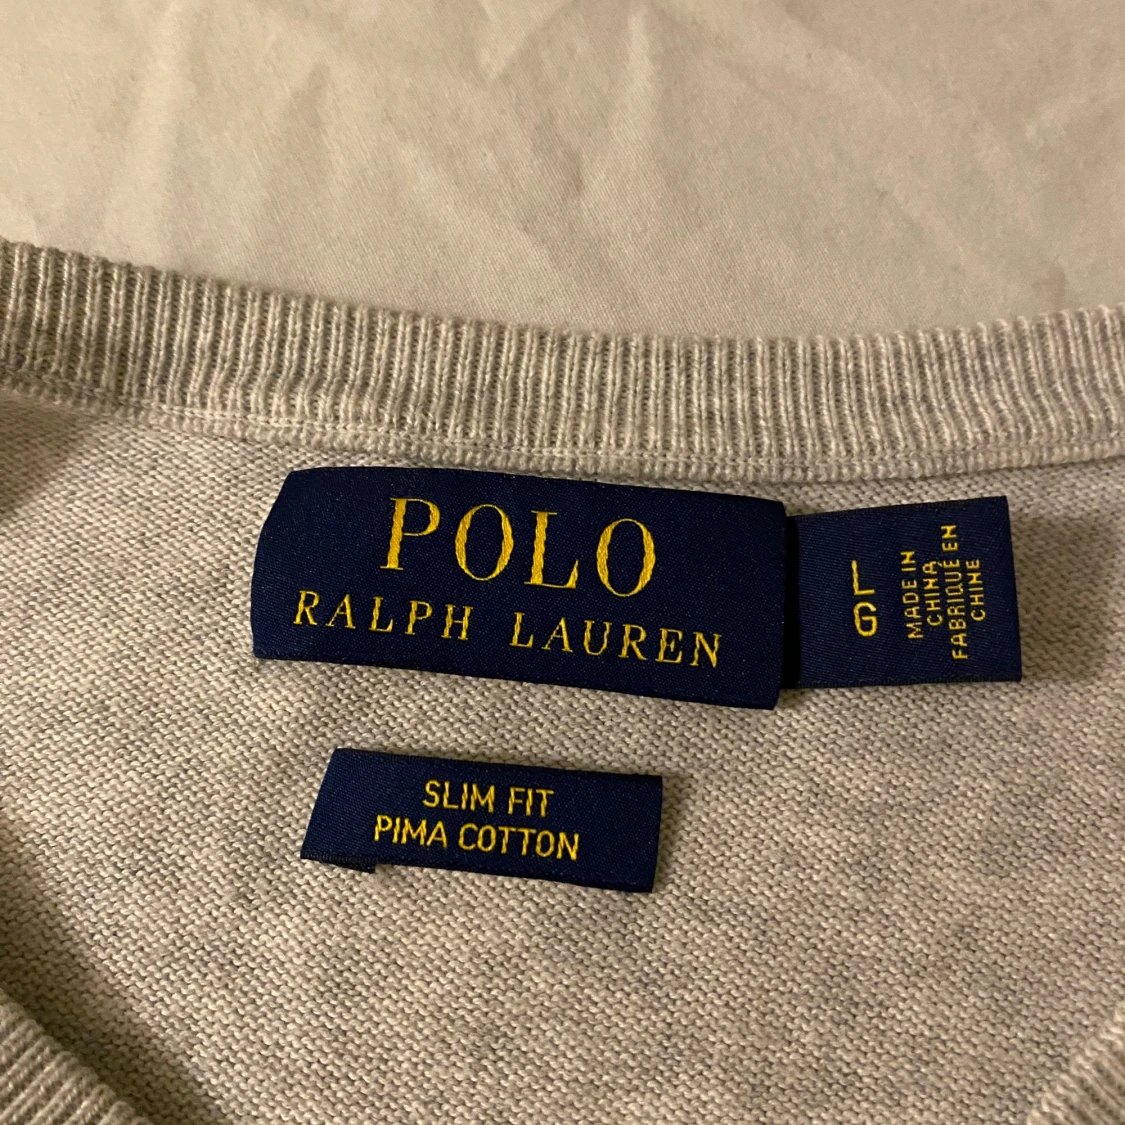 POLO
RALPH LAUREN
L G
MADE IN
CHINA
FABRIQUÉ EN
CHINE
SLIM FIT
PIMA COTTON